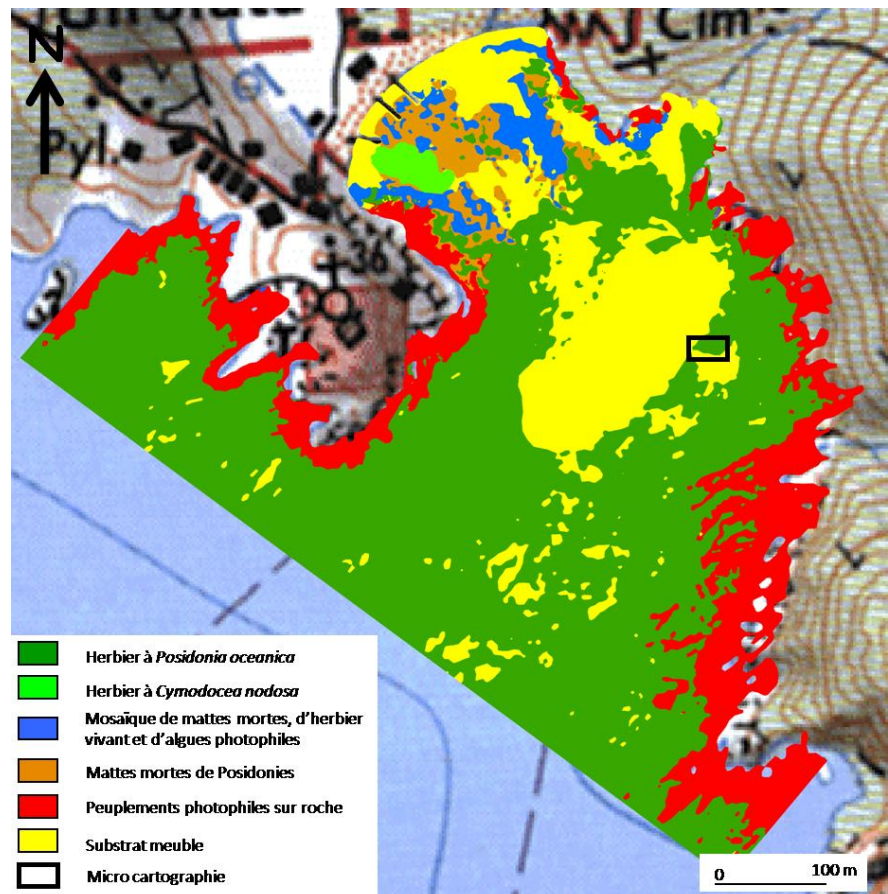 N
Cim
Pyl.
36
Herbier à Posidonia oceanica
Herbier à Cymodocea nodosa
Mosaïque de mattes mortes, d'herbier
vivant et d'algues photophiles
Mattes mortes de Posidonies
Peuplements photophiles sur roche
Substrat meuble
Micro cartographie
0 100 m